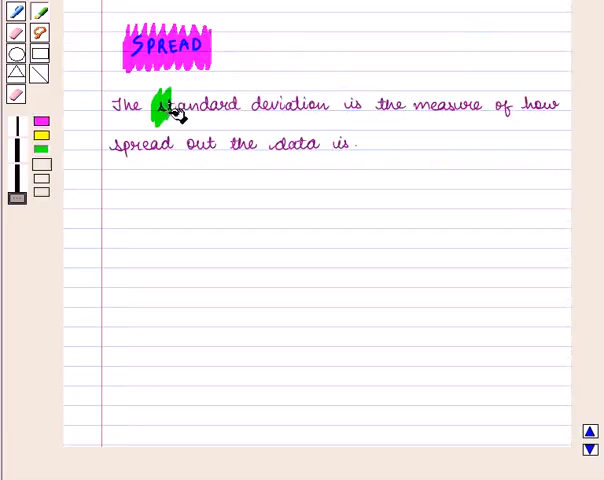 SPREAD
The standard deviation is the measure of how
spread out the data is.